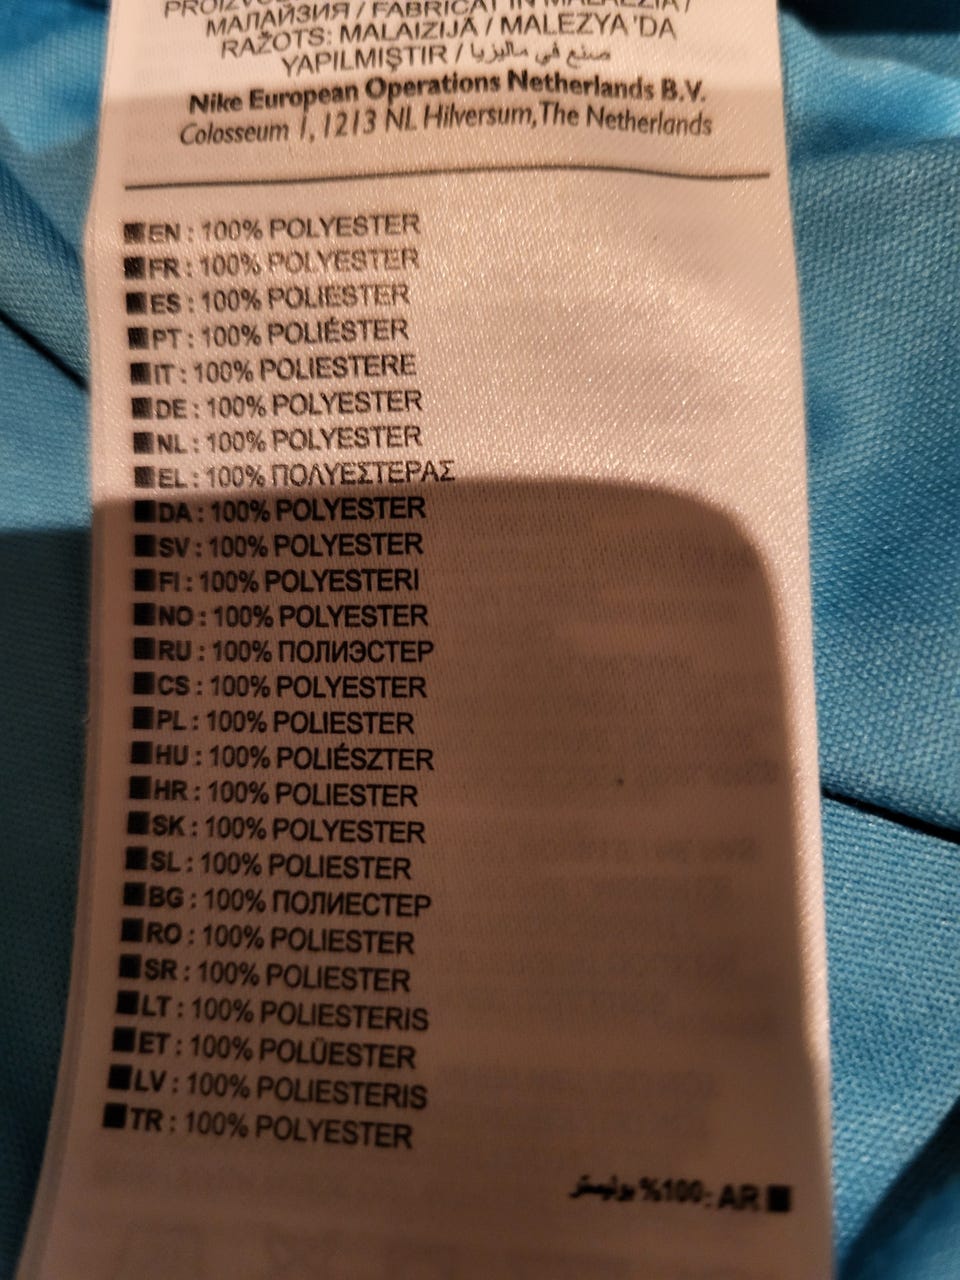 PROIZVO FABRICAT IN MALAEZIA /
МАЛАЙЗИЯ / FABRICAT IN MALAEZIA /
RAŽOTS: MALAIZIJĀ / MALEZYA 'DA
YAPILMIŞTIR / صنع في ماليزيا
Nike European Operations Netherlands B.V.
Colosseum 1, 1213 NL Hilversum, The Netherlands
EN : 100% POLYESTER
FR : 100% POLYESTER
ES : 100% POLIESTER
PT : 100% POLIÉSTER
IT : 100% POLIESTERE
DE : 100% POLYESTER
NL : 100% POLYESTER
EL : 100% ΠΟΛΥΕΣΤΕΡΑΣ
DA : 100% POLYESTER
SV : 100% POLYESTER
FI : 100% POLYESTERI
NO : 100% POLYESTER
RU : 100% ПОЛИЭСТЕР
CS : 100% POLYESTER
PL : 100% POLIESTER
HU : 100% POLIÉSZTER
HR : 100% POLIESTER
SK : 100% POLYESTER
SL : 100% POLIESTER
BG : 100% ПОЛИЕСТЕР
RO : 100% POLIESTER
SR : 100% POLIESTER
LT : 100% POLIESTERIS
ET : 100% POLÜESTER
LV : 100% POLIESTERIS
TR : 100% POLYESTER
AR :100% بوليستر